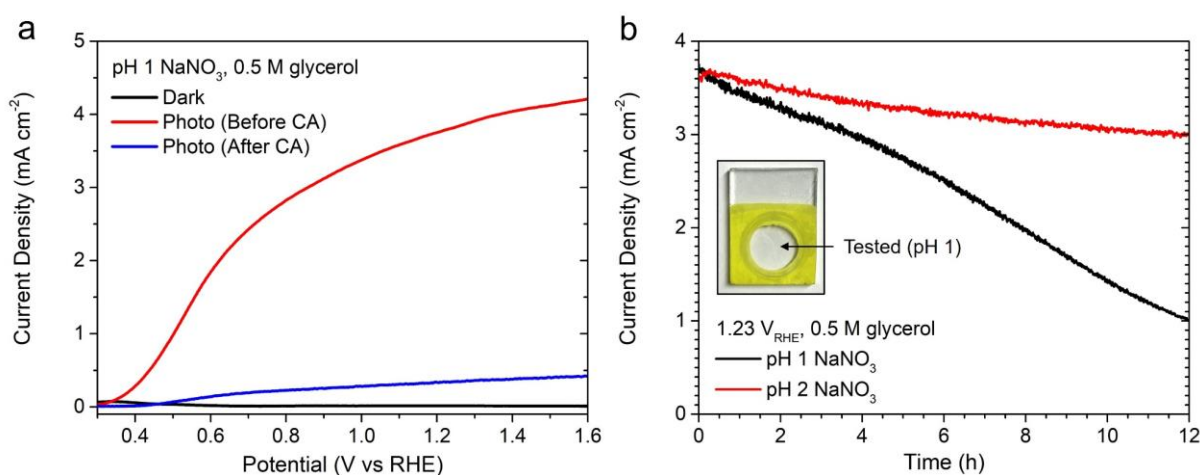 a
pH 1 NaNO₃, 0.5 M glycerol
Dark
Photo (Before CA)
Photo (After CA)
Current Density (mA cm⁻²)
5
4
3
2
1
0
0.4
0.6
0.8
1.0
1.2
1.4
1.6
Potential (V vs RHE)
b
Current Density (mA cm⁻²)
4
3
2
1
0
Tested (pH 1)
1.23 V_RHE, 0.5 M glycerol
pH 1 NaNO₃
pH 2 NaNO₃
0
2
4
6
8
10
12
Time (h)